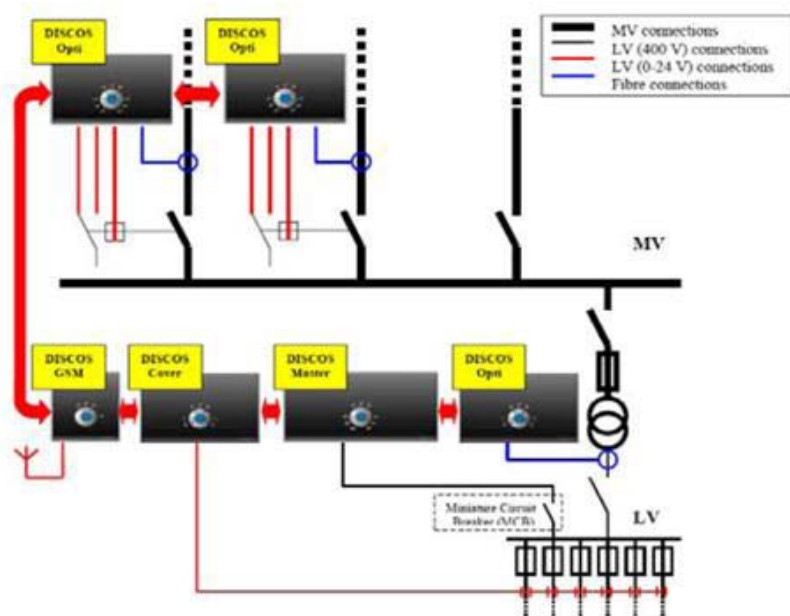 DISCOS
Opti
DISCOS
Opti
MV connections
LV (400 V) connections
LV (0-24 V) connections
Fibre connections
MV
DISCOS
GSM
DISCOS
Cover
DISCOS
Master
DISCOS
Opti
Miniature Circuit
Breaker (MCB)
LV